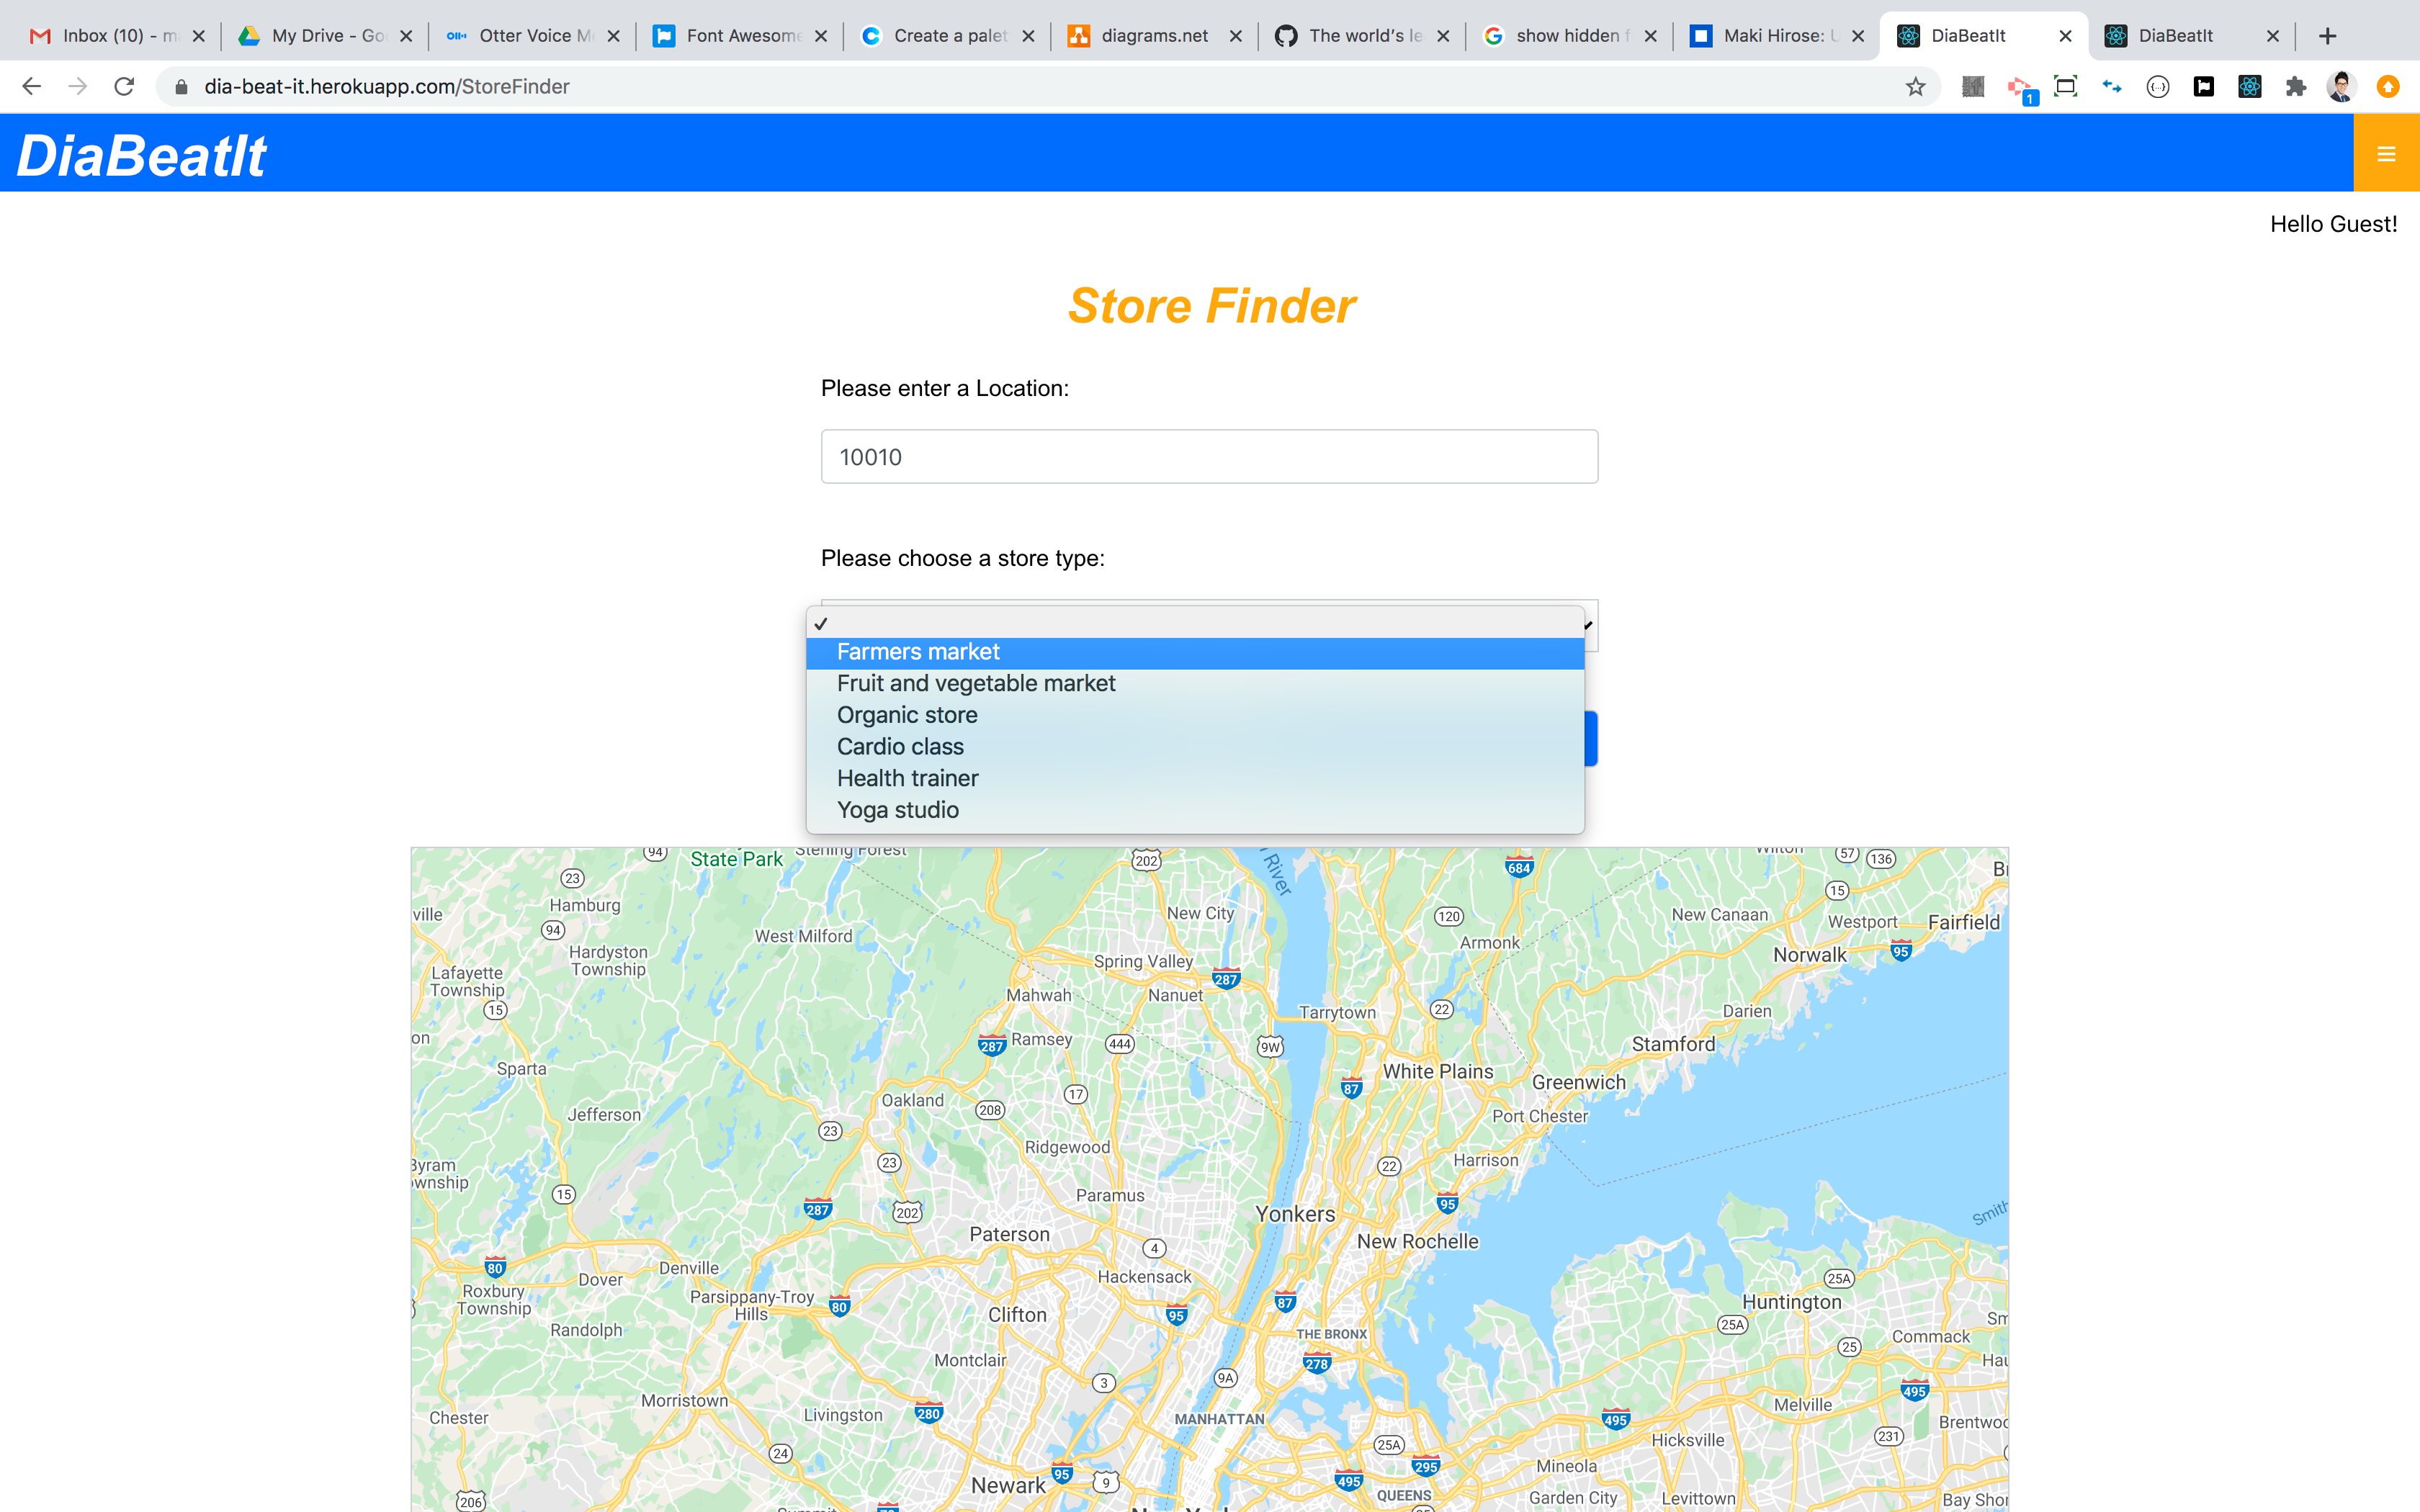 Inbox (10) - m
My Drive - Go
Otter Voice M
Font Awesome
Create a palet
diagrams.net
The world's le
show hidden f
Maki Hirose: U
DiaBeatIt
DiaBeatIt
dia-beat-it.herokuapp.com/StoreFinder
1
DiaBeatIt
Hello Guest!
Store Finder
Please enter a Location:
10010
Please choose a store type:
Farmers market
Fruit and vegetable market
Organic store
Cardio class
Health trainer
Yoga studio
94
State Park
Sterling Forest
202
River
684
Wilton
57
136
23
Hamburg
ville
94
New City
120
15
New Canaan
Westport
Fairfield
West Milford
Armonk
Hardyston
Township
Norwalk
95
Lafayette
Township
Spring Valley
287
15
Mahwah
Nanuet
Tarrytown
22
Darien
on
287
Ramsey
444
9W
Stamford
Sparta
White Plains
87
Greenwich
17
Oakland
208
Jefferson
Port Chester
23
Ridgewood
23
22
Harrison
Byram
ownship
15
Paramus
287
202
95
Yonkers
Smith
Paterson
4
New Rochelle
80
Dover
Denville
Hackensack
25A
Roxbury
Township
Parsippany-Troy
Hills
80
Clifton
95
87
Huntington
Randolph
THE BRONX
25A
Sm
Commack
Montclair
278
25
Hau
3
9A
495
Morristown
Chester
Livingston
280
MANHATTAN
495
Melville
Brentwoo
24
25A
Hicksville
231
Newark
95
9
495
295
Mineola
206
QUEENS
Garden City
Levittown
Bay Shor